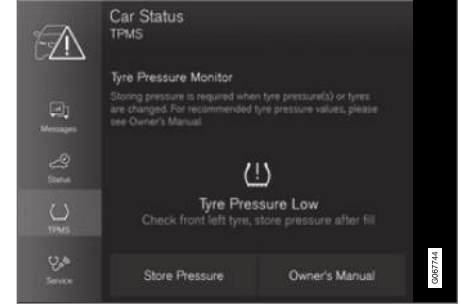 Car Status
TPMS
Tyre Pressure Monitor
Storing pressure is required when tyre pressure(s) or tyres
are changed. For recommended tyre pressure values, please
see Owner's Manual.
Messages
Status
TPMS
Service
Tyre Pressure Low
Check front left tyre, store pressure after fill
Store Pressure
Owner's Manual
G067744